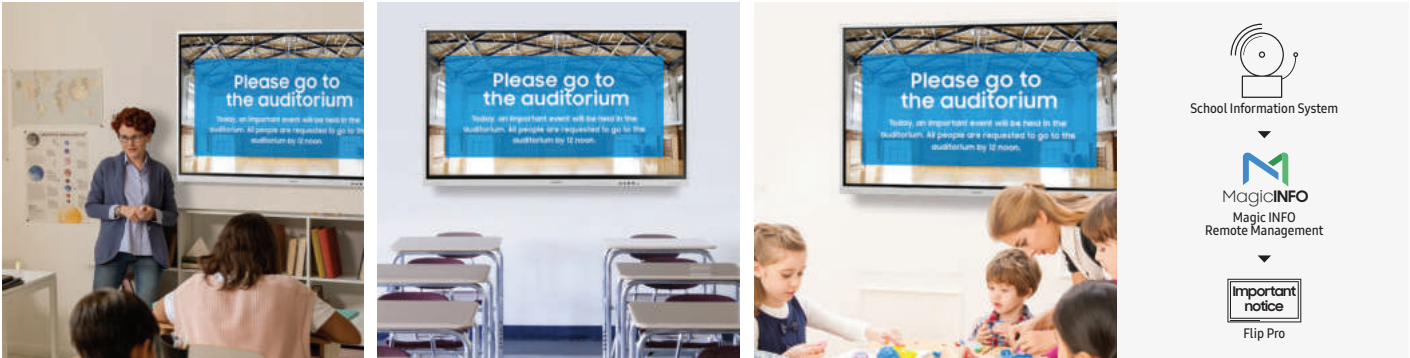 Please go to
the auditorium
Today, an important event will be held in the
auditorium. All people are requested to go to the
auditorium by 12 noon.
Please go to
the auditorium
Today, an important event will be held in the
auditorium. All people are requested to go to the
auditorium by 12 noon.
Please go to
the auditorium
Today, an important event will be held in the
auditorium. All people are requested to go to the
auditorium by 12 noon.
School Information System
MagicINFO
Magic INFO
Remote Management
Important
notice
Flip Pro